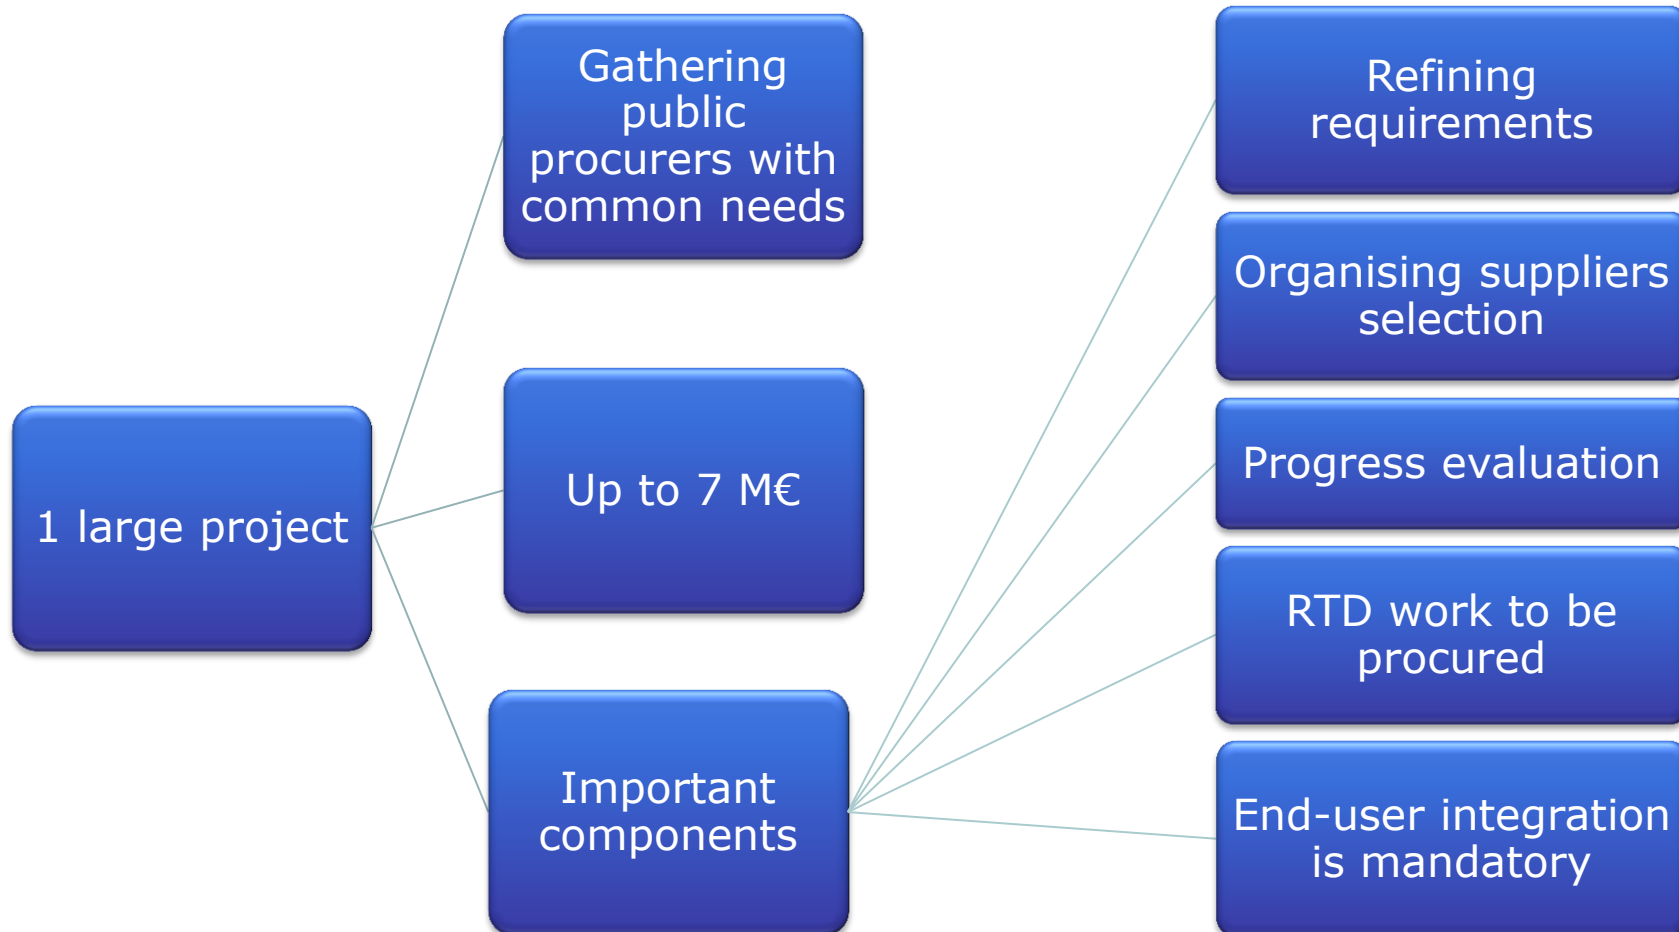 1 large project
Gathering
public
procurers with
common needs
Up to 7 M€
Important
components
Refining
requirements
Organising suppliers
selection
Progress evaluation
RTD work to be
procured
End-user integration
is mandatory